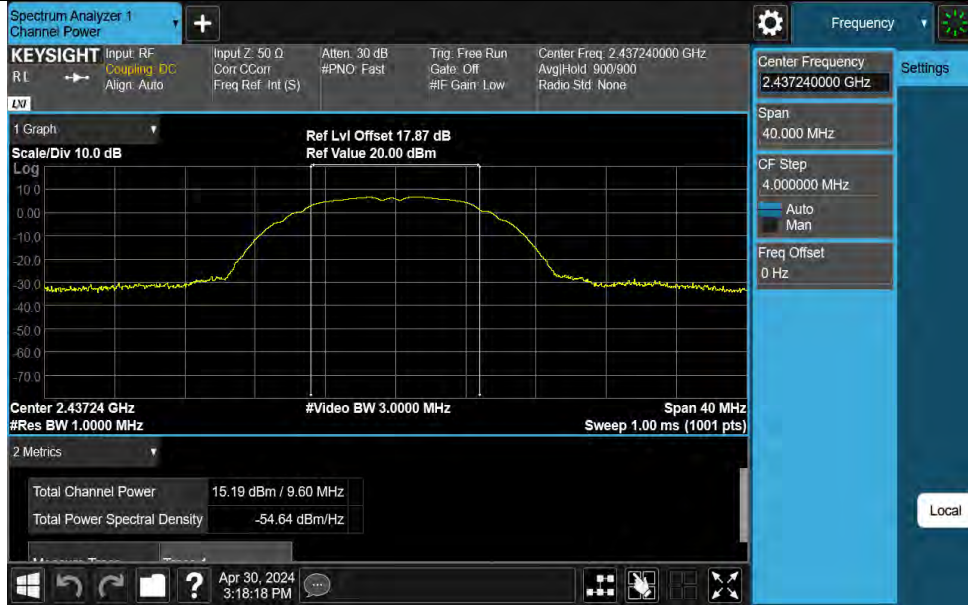 Spectrum Analyzer 1
Channel Power
+
Frequency
KEYSIGHT
RL
LXI
Input: RF
Coupling: DC
Align: Auto
Input Z: 50 Ω
Corr CCorr
Freq Ref: Int (S)
Atten: 30 dB
#PNO: Fast
Trig: Free Run
Gate: Off
#IF Gain: Low
Center Freq: 2.437240000 GHz
Avg|Hold: 900/900
Radio Std: None
Center Frequency
2.437240000 GHz
Settings
Span
40.000 MHz
CF Step
4.000000 MHz
Auto
Man
Freq Offset
0 Hz
Local
1 Graph
Scale/Div 10.0 dB
Ref Lvl Offset 17.87 dB
Ref Value 20.00 dBm
Log
10.0
0.00
-10.0
-20.0
-30.0
-40.0
-50.0
-60.0
-70.0
Center 2.43724 GHz
#Video BW 3.0000 MHz
Span 40 MHz
#Res BW 1.0000 MHz
Sweep 1.00 ms (1001 pts)
2 Metrics
Total Channel Power 15.19 dBm / 9.60 MHz
Total Power Spectral Density -54.64 dBm/Hz
?
Apr 30, 2024
3:18:18 PM